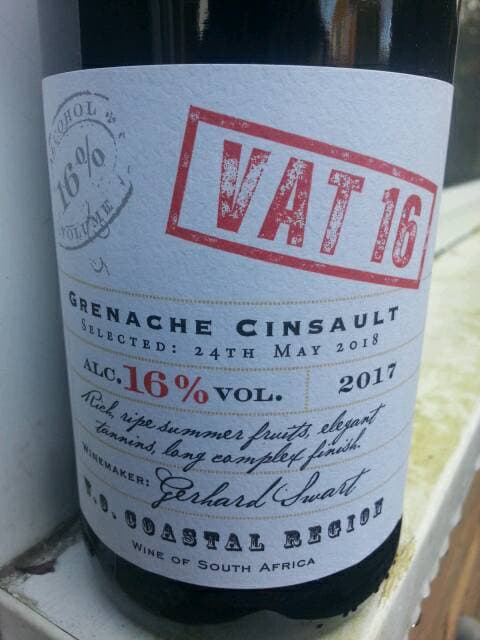 ALCOHOL
16%
VOLUME
VAT 16
GRENACHE CINSAULT
SELECTED: 24TH MAY 2018
ALC. 16% VOL. 2017
Rich, ripe summer fruits, elegant
tannins, long complex finish.
WINEMAKER: Gerhard Swart
W.O. COASTAL REGION
WINE OF SOUTH AFRICA